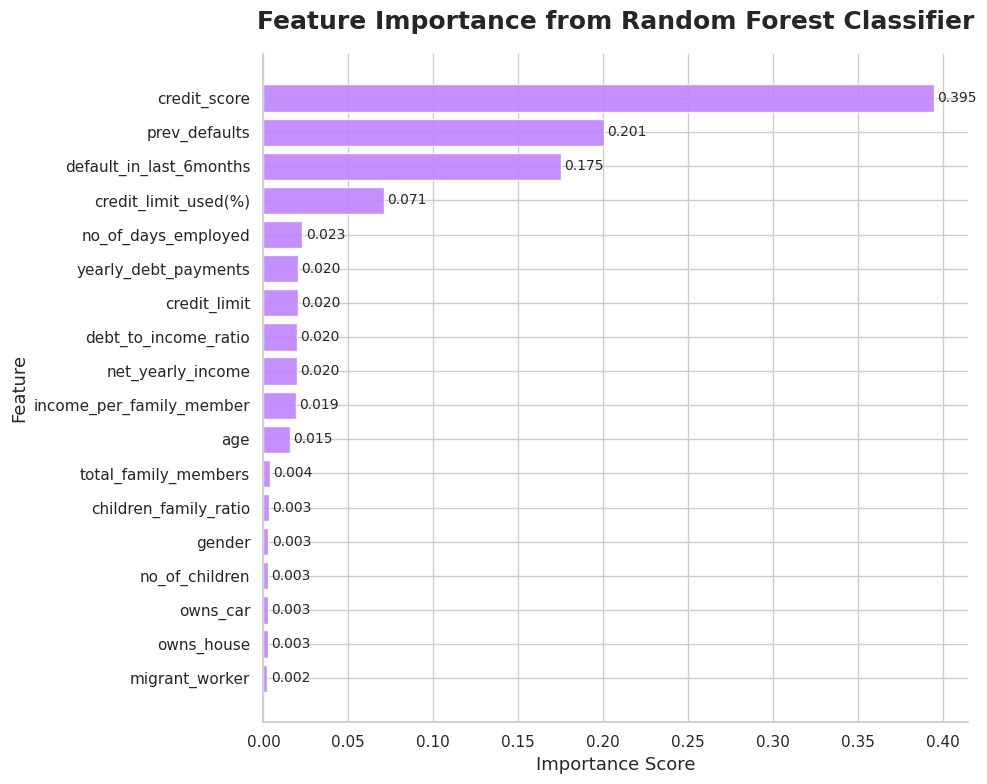 Feature Importance from Random Forest Classifier
credit_score 0.395
prev_defaults 0.201
default_in_last_6months 0.175
credit_limit_used(%) 0.071
no_of_days_employed 0.023
yearly_debt_payments 0.020
credit_limit 0.020
debt_to_income_ratio 0.020
net_yearly_income 0.020
income_per_family_member 0.019
age 0.015
total_family_members 0.004
children_family_ratio 0.003
gender 0.003
no_of_children 0.003
owns_car 0.003
owns_house 0.003
migrant_worker 0.002
Feature
0.00 0.05 0.10 0.15 0.20 0.25 0.30 0.35 0.40
Importance Score